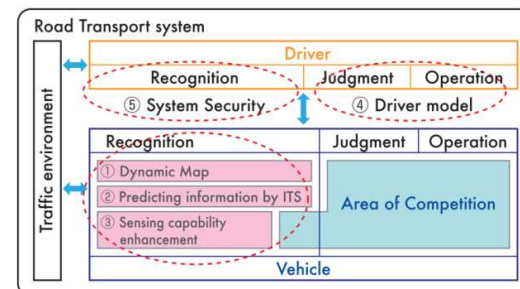 Road Transport system
Traffic environment
Driver
Recognition
Judgment
Operation
⑤ System Security
④ Driver model
Recognition
Judgment
Operation
① Dynamic Map
② Predicting information by ITS
③ Sensing capability
enhancement
Area of Competition
Vehicle